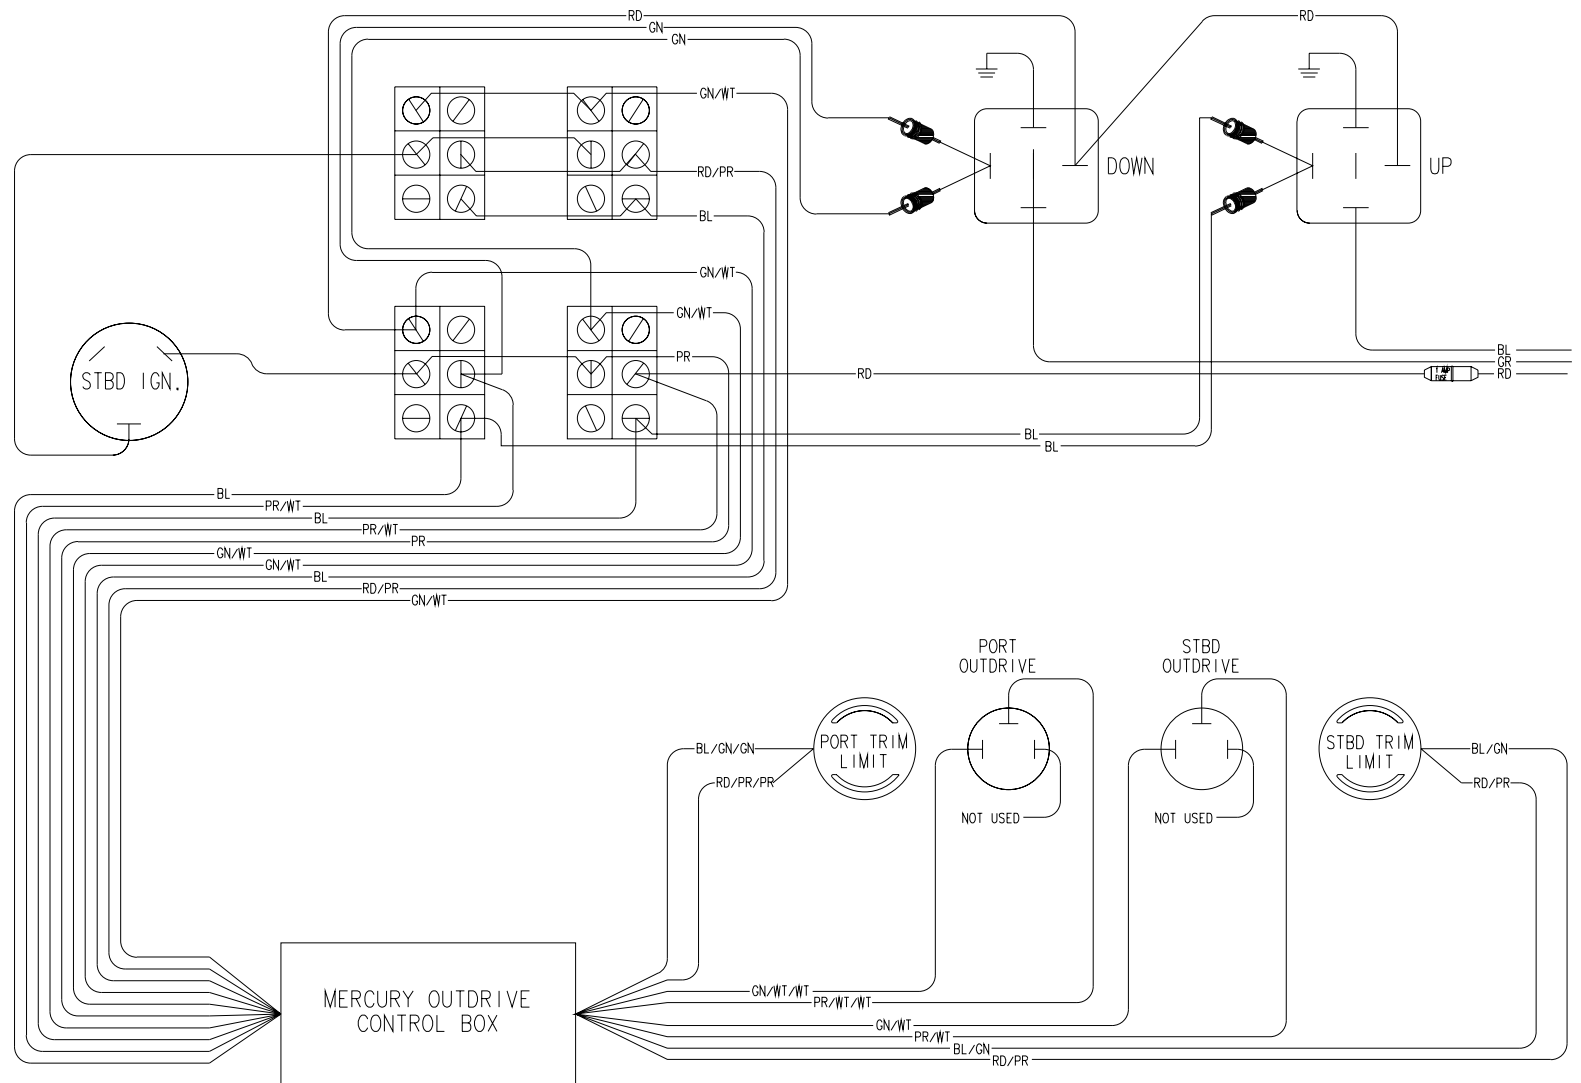 RD
GN
GN
RD
GN/WT
DOWN
UP
RD/PR
BL
GN/WT
GN/WT
PR
RD
BL
GR
RD
1 AMP
FUSE
STBD IGN.
BL
BL
BL
PR/WT
BL
PR/WT
PR
GN/WT
GN/WT
BL
RD/PR
GN/WT
PORT
OUTDRIVE
STBD
OUTDRIVE
BL/GN/GN
PORT TRIM
LIMIT
STBD TRIM
LIMIT
BL/GN
RD/PR/PR
RD/PR
NOT USED
NOT USED
MERCURY OUTDRIVE
CONTROL BOX
GN/WT/WT
PR/WT/WT
GN/WT
PR/WT
BL/GN
RD/PR